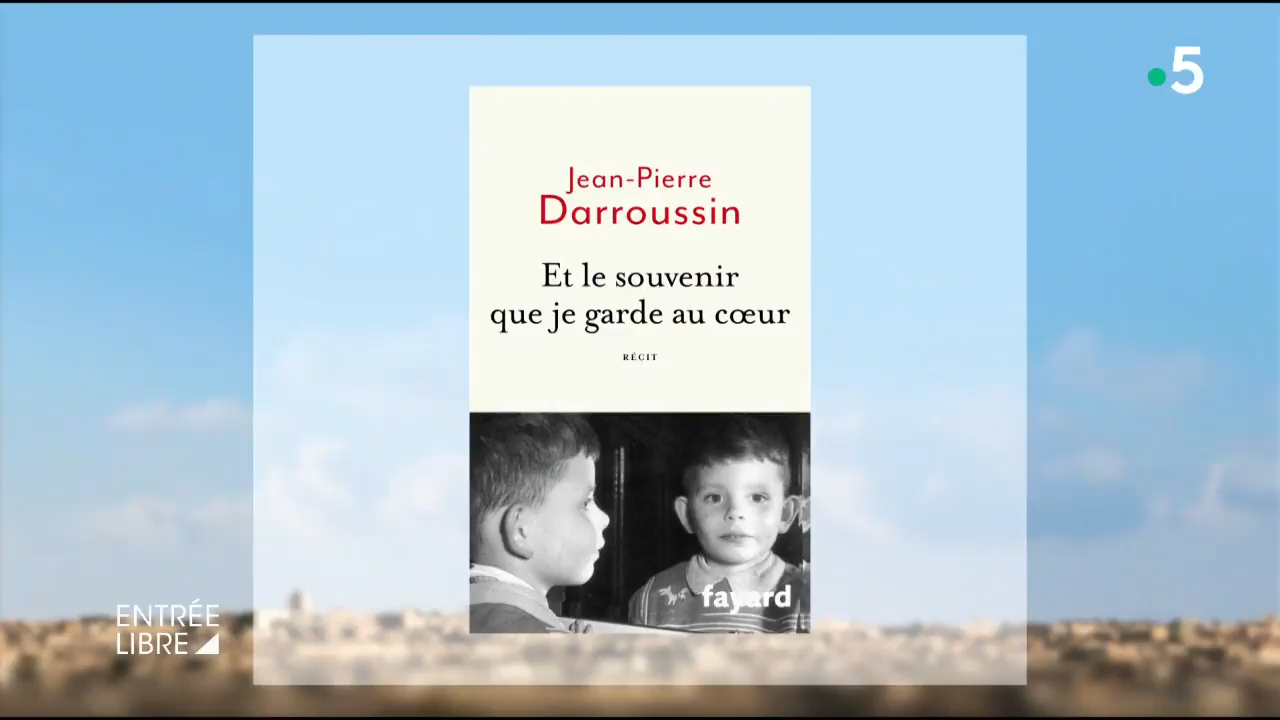 5
Jean-Pierre
Darroussin
Et le souvenir
que je garde au cœur
RÉCIT
fayard
ENTRÉE
LIBRE